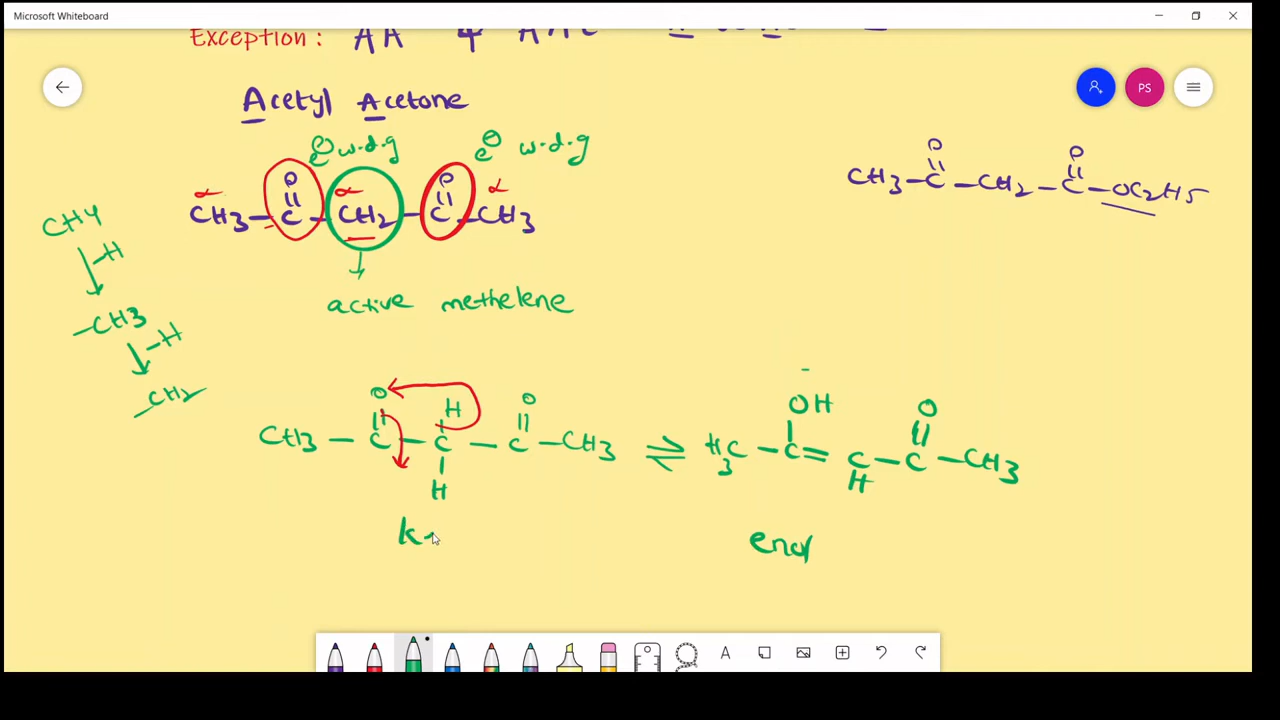 Microsoft Whiteboard
Exception : AA
PS
Acetyl Acetone
e⊖ w.d.g e⊖ w.d.g
α α α
O O
CH3 – C – CH2 – C – CH3
O O
CH3 – C – CH2 – C – OC2H5
CH4
–H
–CH3
–H
CH2
active methelene
O H O
CH3 – C – C – C – CH3
H
⇌
OH O
H3C – C = C – C – CH3
H
k
enol
A